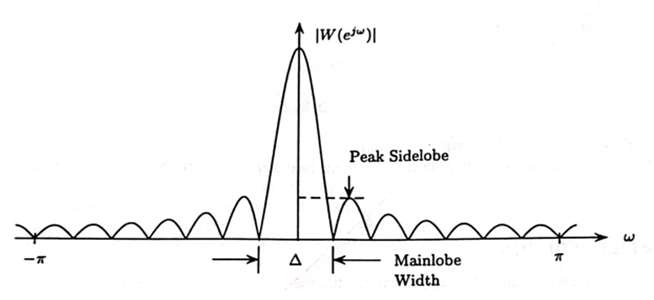 |W(e^{jω})|
Peak Sidelobe
ω
−π
Δ
Mainlobe
Width
π